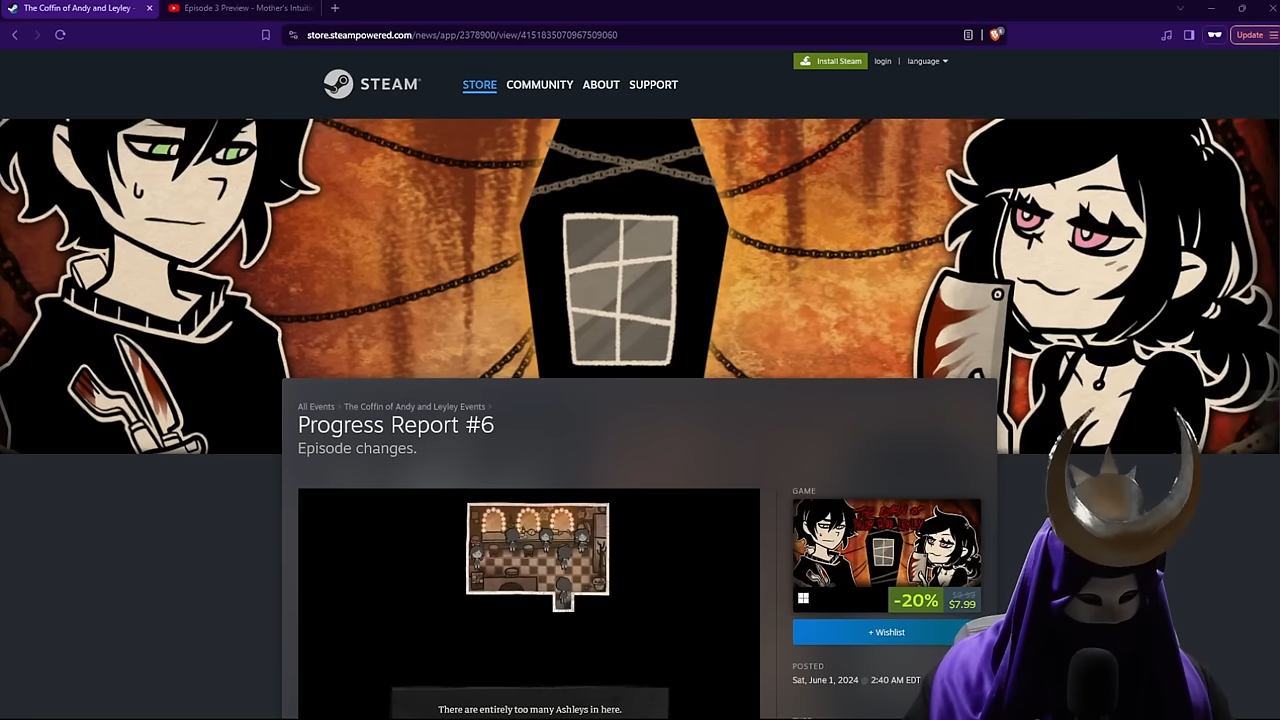 The Coffin of Andy and Leyley -
Episode 3 Preview - Mother's Intuiti
store.steampowered.com/news/app/2378900/view/4151835070967509060
Update
Install Steam
login | language
STEAM®
STORE ABOUT COMMUNITY SUPPORT
All Events > The Coffin of Andy and Leyley Events >
Progress Report #6
Episode changes.
GAME
-20%
$9.99
$7.99
+ Wishlist
POSTED
Sat, June 1, 2024 @ 2:40 AM EDT
There are entirely too many Ashleys in here.